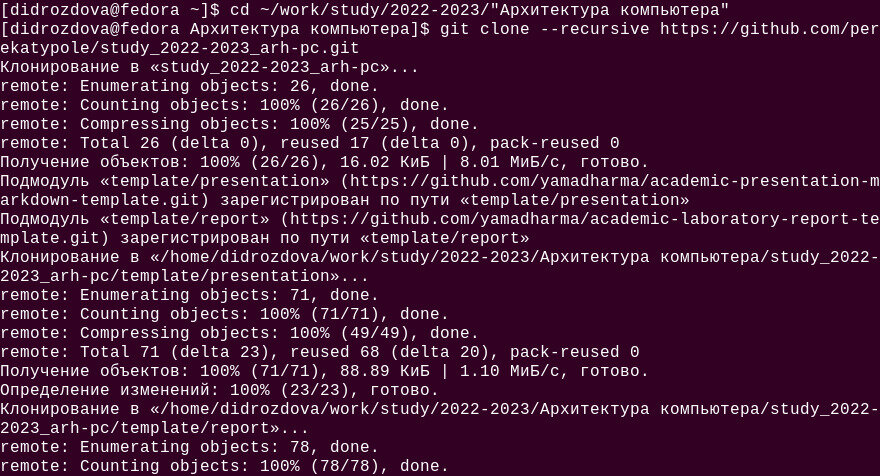 [didrozdova@fedora ~]$ cd ~/work/study/2022-2023/"Архитектура компьютера"
[didrozdova@fedora Архитектура компьютера]$ git clone --recursive https://github.com/per
ekatypole/study_2022-2023_arh-pc.git
Клонирование в «study_2022-2023_arh-pc»...
remote: Enumerating objects: 26, done.
remote: Counting objects: 100% (26/26), done.
remote: Compressing objects: 100% (25/25), done.
remote: Total 26 (delta 0), reused 17 (delta 0), pack-reused 0
Получение объектов: 100% (26/26), 16.02 КиБ | 8.01 МиБ/с, готово.
Подмодуль «template/presentation» (https://github.com/yamadharma/academic-presentation-m
arkdown-template.git) зарегистрирован по пути «template/presentation»
Подмодуль «template/report» (https://github.com/yamadharma/academic-laboratory-report-te
mplate.git) зарегистрирован по пути «template/report»
Клонирование в «/home/didrozdova/work/study/2022-2023/Архитектура компьютера/study_2022-
2023_arh-pc/template/presentation»...
remote: Enumerating objects: 71, done.
remote: Counting objects: 100% (71/71), done.
remote: Compressing objects: 100% (49/49), done.
remote: Total 71 (delta 23), reused 68 (delta 20), pack-reused 0
Получение объектов: 100% (71/71), 88.89 КиБ | 1.10 МиБ/с, готово.
Определение изменений: 100% (23/23), готово.
Клонирование в «/home/didrozdova/work/study/2022-2023/Архитектура компьютера/study_2022-
2023_arh-pc/template/report»...
remote: Enumerating objects: 78, done.
remote: Counting objects: 100% (78/78), done.